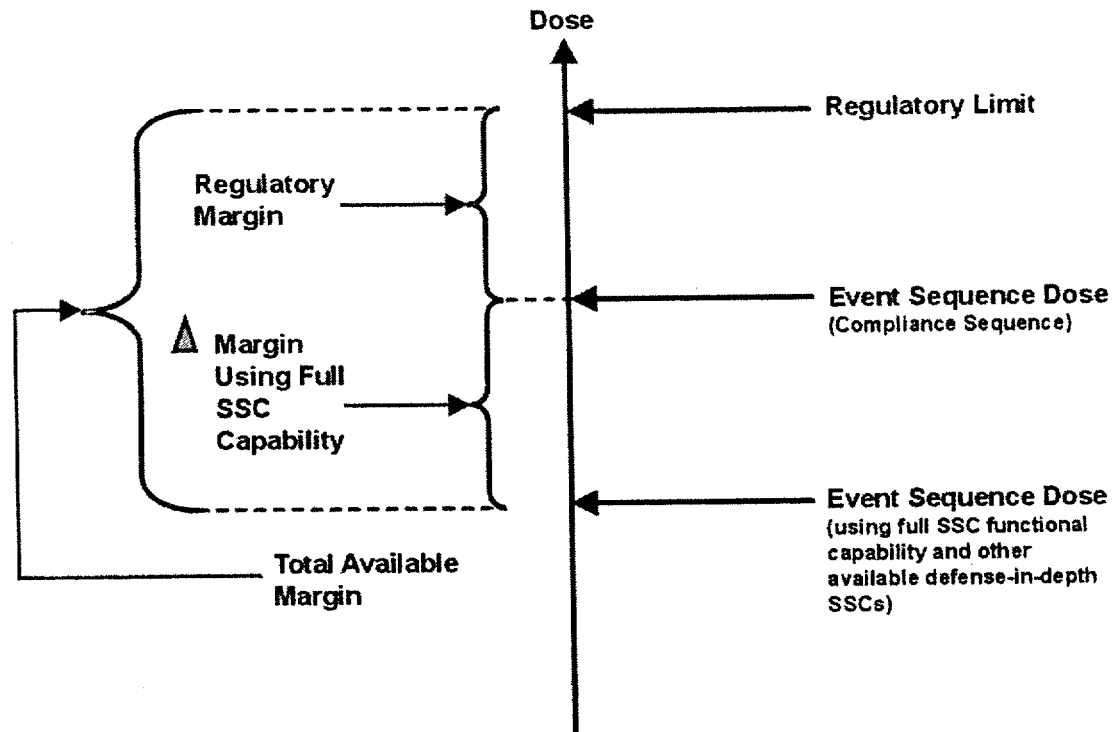 Dose
Regulatory Limit
Regulatory
Margin
Event Sequence Dose
(Compliance Sequence)
Margin
Using Full
SSC
Capability
Event Sequence Dose
(using full SSC functional
capability and other
available defense-in-depth
SSCs)
Total Available
Margin